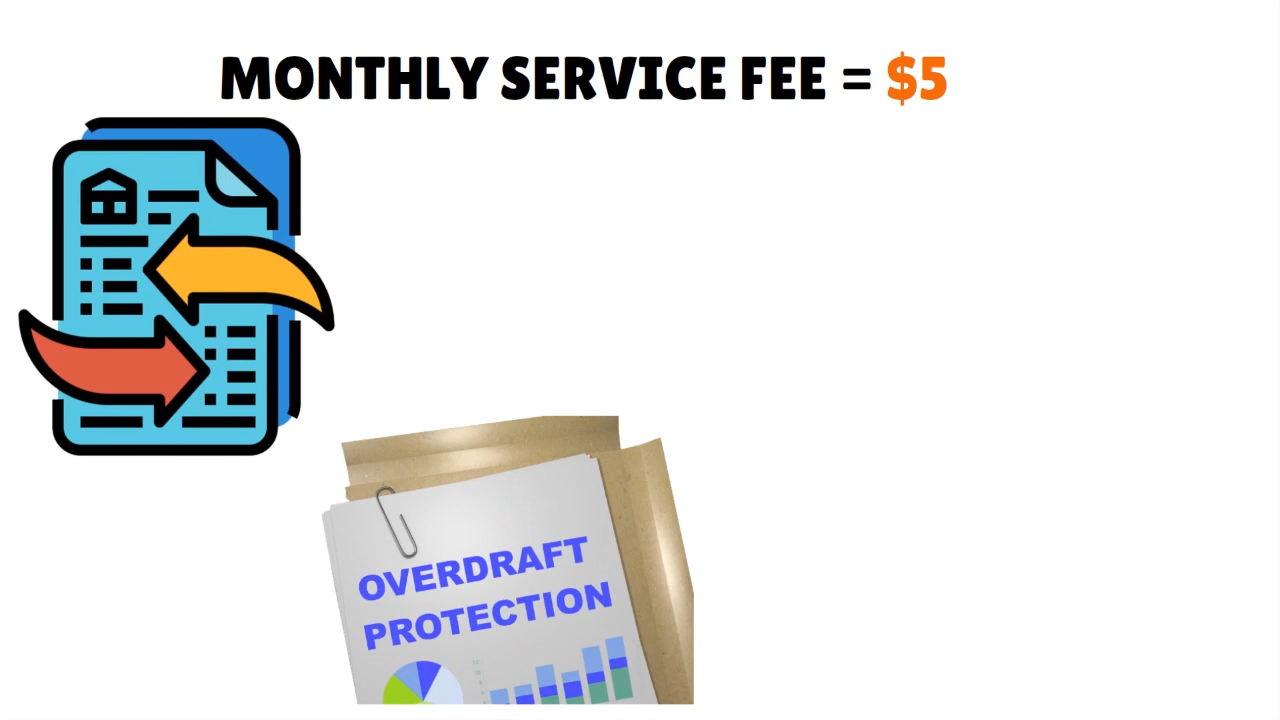 MONTHLY SERVICE FEE = $5
OVERDRAFT
PROTECTION